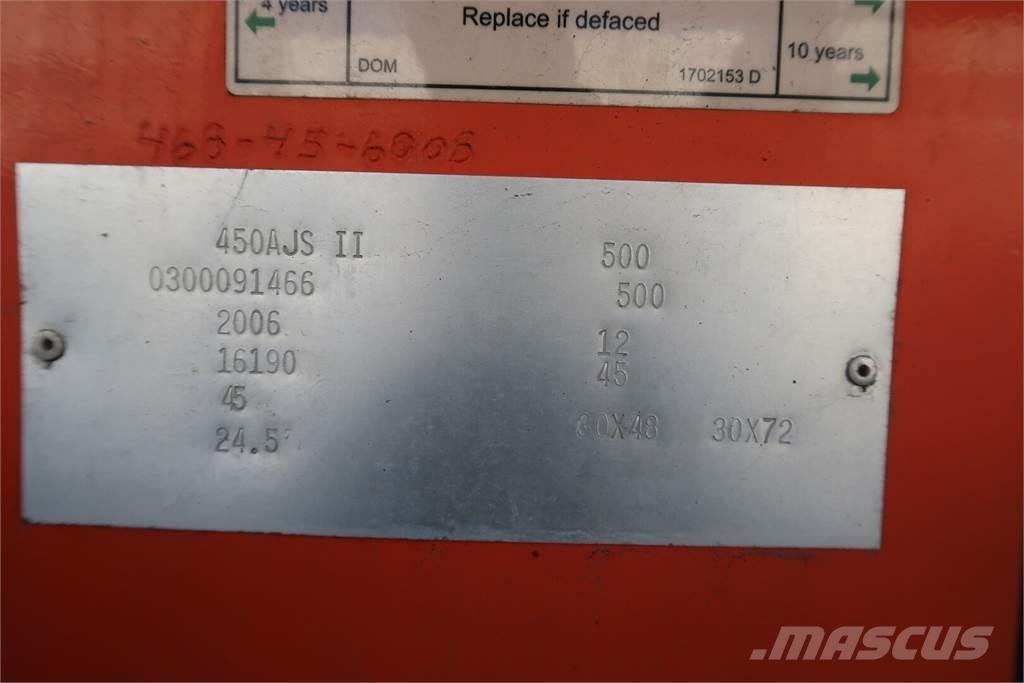 4 years
Replace if defaced
10 years
DOM
1702153 D
450AJS II
500
0300091466
500
2006
12
16190
45
45
24.5'
30X72
.MASCUS